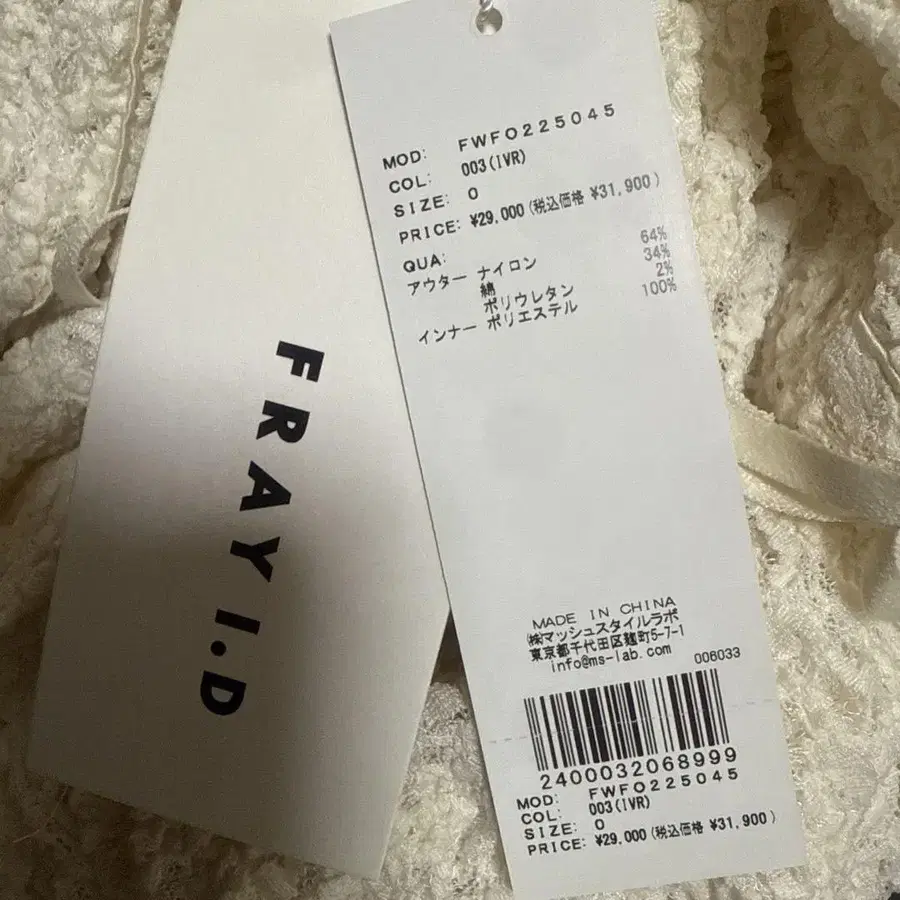 FRAY I.D
MOD: FWFO225045
COL: 003(IVR)
SIZE: 0
PRICE: ¥29,000(税込価格 ¥31,900)
QUA:
アウター ナイロン 64%
綿 34%
ポリウレタン 2%
インナー ポリエステル 100%
MADE IN CHINA
㈱マッシュスタイルラボ
東京都千代田区麹町5-7-1
info@ms-lab.com
006033
2400032068999
MOD: FWFO225045
COL: 003(IVR)
SIZE: 0
PRICE: ¥29,000(税込価格 ¥31,900)